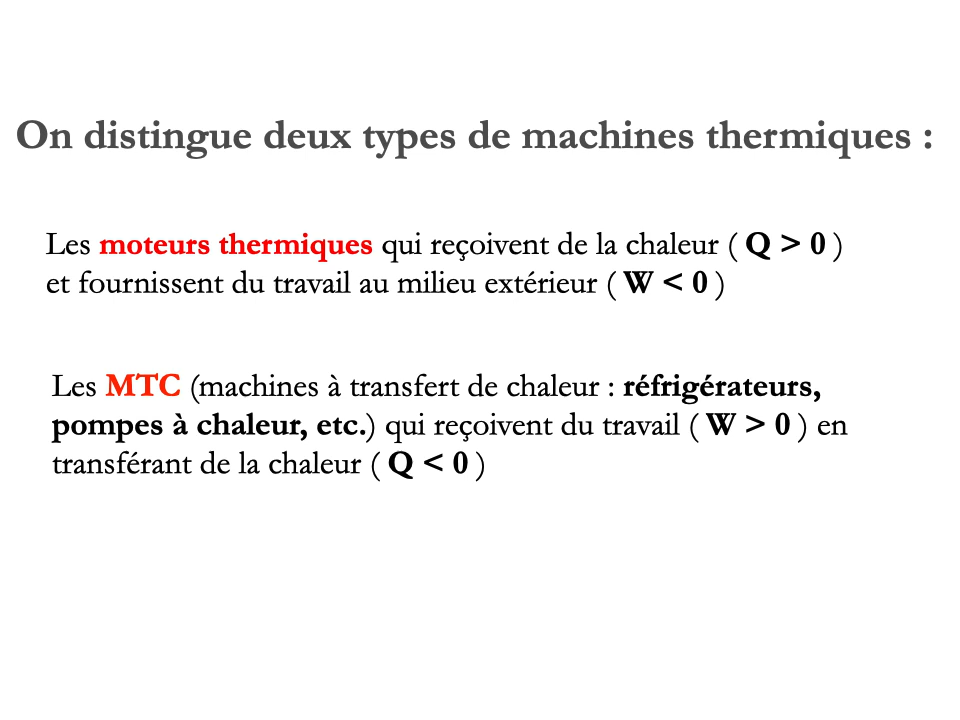 On distingue deux types de machines thermiques :
Les moteurs thermiques qui reçoivent de la chaleur ( Q > 0 )
et fournissent du travail au milieu extérieur ( W < 0 )
Les MTC (machines à transfert de chaleur : réfrigérateurs,
pompes à chaleur, etc.) qui reçoivent du travail ( W > 0 ) en
transférant de la chaleur ( Q < 0 )